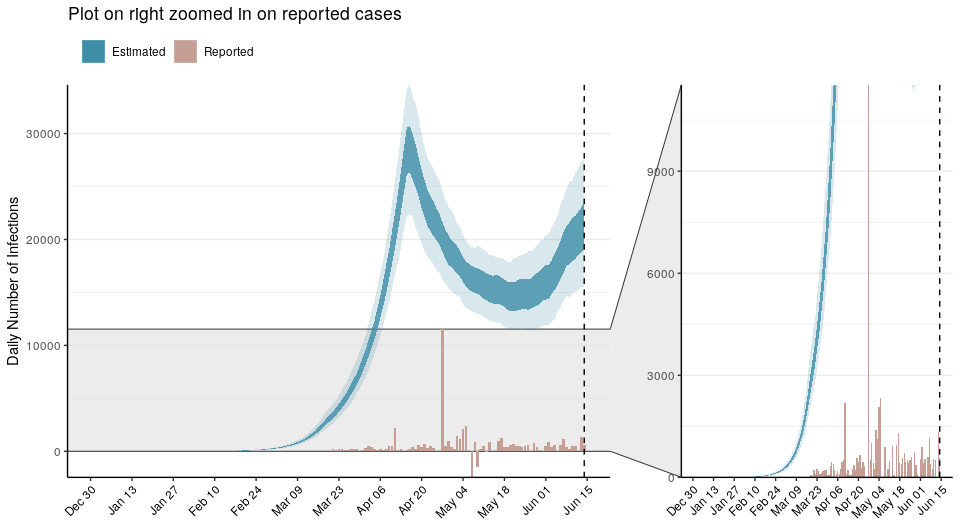 Plot on right zoomed in on reported cases
Estimated Reported
Daily Number of Infections
30000
20000
10000
0
Dec 30 Jan 13 Jan 27 Feb 10 Feb 24 Mar 09 Mar 23 Apr 06 Apr 20 May 04 May 18 Jun 01 Jun 15
9000
6000
3000
0
Dec 30 Jan 13 Jan 27 Feb 10 Feb 24 Mar 09 Mar 23 Apr 06 Apr 20 May 04 May 18 Jun 01 Jun 15